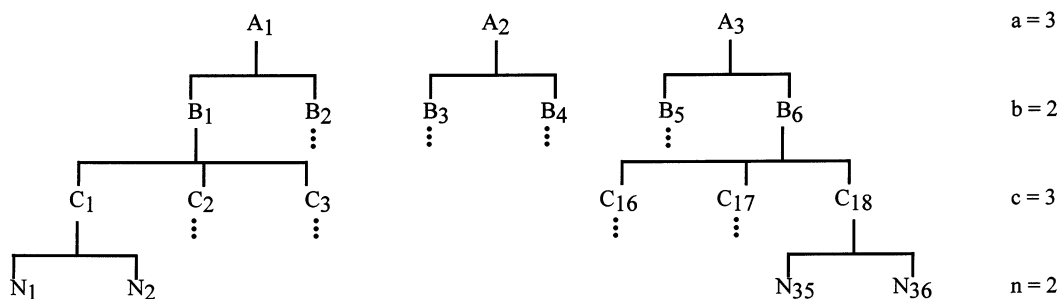 A1 A2 A3 a = 3
B1 B2 B3 B4 B5 B6 b = 2
C1 C2 C3 C16 C17 C18 c = 3
N1 N2 N35 N36 n = 2